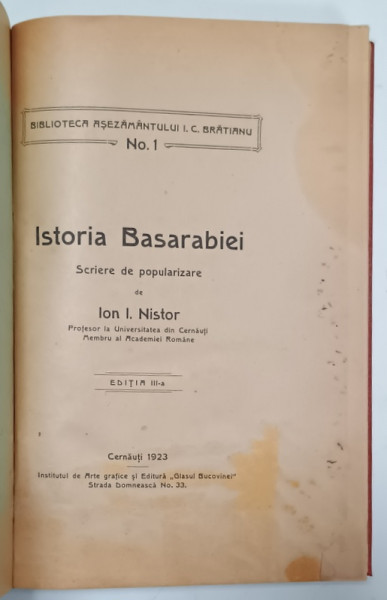 BIBLIOTECA AȘEZĂMÂNTULUI I. C. BRĂTIANU
No. 1
Istoria Basarabiei
Scriere de popularizare
de
Ion I. Nistor
Profesor la Universitatea din Cernăuți
Membru al Academiei Române
EDIȚIA III-a
Cernăuți 1923
Institutul de Arte grafice și Editură „Glasul Bucovinei"
Strada Domnească No. 33.